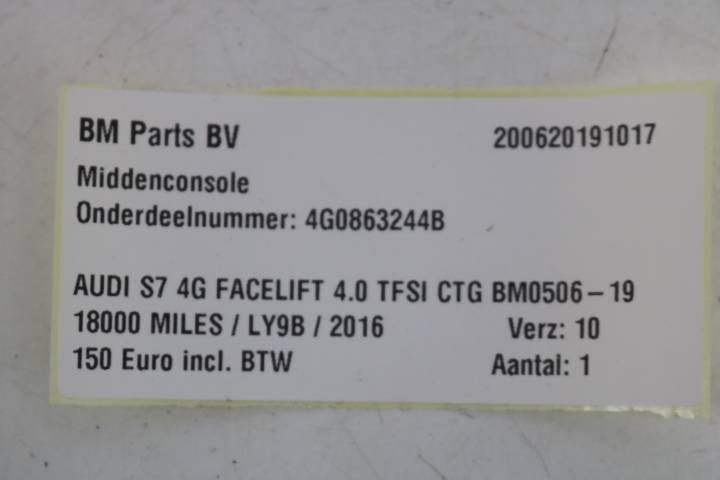 BM Parts BV 200620191017
Middenconsole
Onderdeelnummer: 4G0863244B
AUDI S7 4G FACELIFT 4.0 TFSI CTG BM0506-19
18000 MILES / LY9B / 2016 Verz: 10
150 Euro incl. BTW Aantal: 1